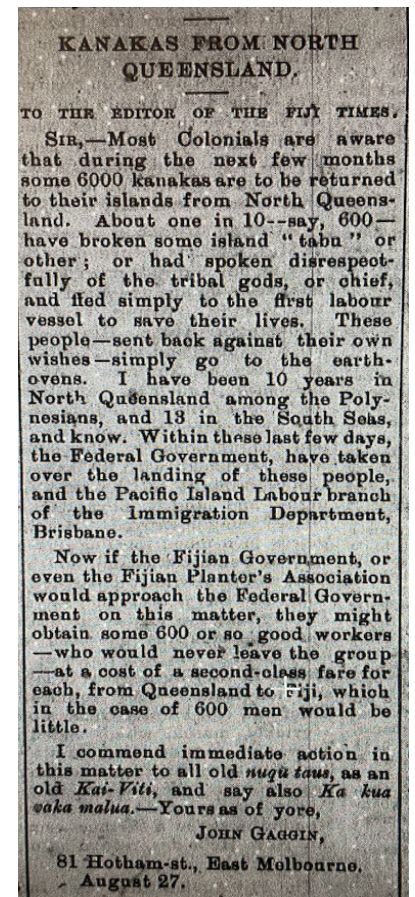 KANAKAS FROM NORTH
QUEENSLAND.
TO THE EDITOR OF THE FIJI TIMES.
SIR,—Most Colonials are aware
that during the next few months
some 6000 kanakas are to be returned
to their islands from North Queens-
land. About one in 10--say, 600—
have broken some island "tabu" or
other; or had spoken disrespect-
fully of the tribal gods, or chief,
and fled simply to the first labour
vessel to save their lives. These
people—sent back against their own
wishes—simply go to the earth-
ovens. I have been 10 years in
North Queensland among the Poly-
nesians, and 13 in the South Seas,
and know. Within these last few days,
the Federal Government, have taken
over the landing of these people,
and the Pacific Island Labour branch
of the Immigration Department,
Brisbane.
Now if the Fijian Government, or
even the Fijian Planter's Association
would approach the Federal Govern-
ment on this matter, they might
obtain some 600 or so good workers
—who would never leave the group
—at a cost of a second-class fare for
each, from Queensland to Fiji, which
in the case of 600 men would be
little.
I commend immediate action in
this matter to all old nuqu taus, as an
old Kai-Viti, and say also Ka kua
vaka malua.—Yours as of yore,
JOHN GAGGIN,
81 Hotham-st., East Melbourne.
August 27.